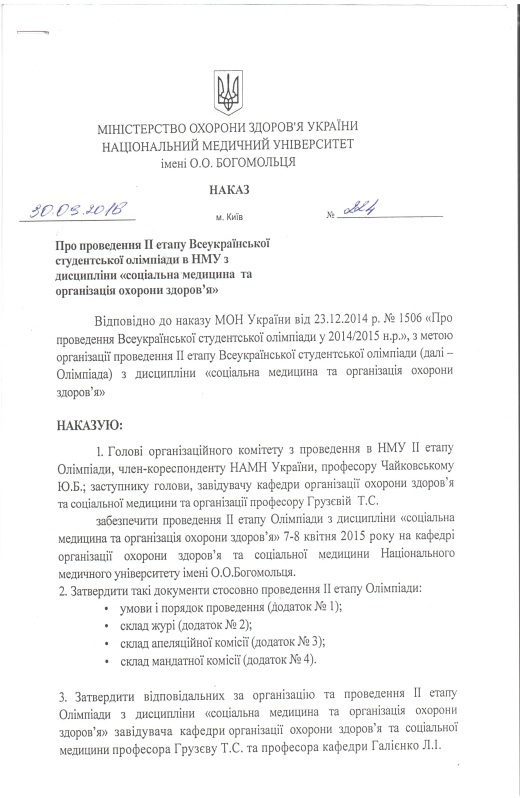 МІНІСТЕРСТВО ОХОРОНИ ЗДОРОВ'Я УКРАЇНИ
НАЦІОНАЛЬНИЙ МЕДИЧНИЙ УНІВЕРСИТЕТ
імені О.О. БОГОМОЛЬЦЯ
НАКАЗ
30.03.2015 м. Київ № 224
Про проведення ІІ етапу Всеукраїнської
студентської олімпіади в НМУ з
дисципліни «соціальна медицина та
організація охорони здоров’я»
Відповідно до наказу МОН України від 23.12.2014 р. № 1506 «Про
проведення Всеукраїнської студентської олімпіади у 2014/2015 н.р.», з метою
організації проведення ІІ етапу Всеукраїнської студентської олімпіади (далі –
Олімпіада) з дисципліни «соціальна медицина та організація охорони
здоров’я»
НАКАЗУЮ:
1. Голові організаційного комітету з проведення в НМУ ІІ етапу
Олімпіади, член-кореспонденту НАМН України, професору Чайковському
Ю.Б.; заступнику голови, завідувачу кафедри організації охорони здоров’я
та соціальної медицини та організації професору Грузєвій Т.С.
забезпечити проведення ІІ етапу Олімпіади з дисципліни «соціальна
медицина та організація охорони здоров’я» 7-8 квітня 2015 року на кафедрі
організації охорони здоров’я та соціальної медицини Національного
медичного університету імені О.О.Богомольця.
2. Затвердити такі документи стосовно проведення ІІ етапу Олімпіади:
• умови і порядок проведення (додаток № 1);
• склад журі (додаток № 2);
• склад апеляційної комісії (додаток № 3);
• склад мандатної комісії (додаток № 4).
3. Затвердити відповідальних за організацію та проведення ІІ етапу
Олімпіади з дисципліни «соціальна медицина та організація охорони
здоров’я» завідувача кафедри організації охорони здоров’я та соціальної
медицини професора Грузєву Т.С. та професора кафедри Галієнко Л.І.